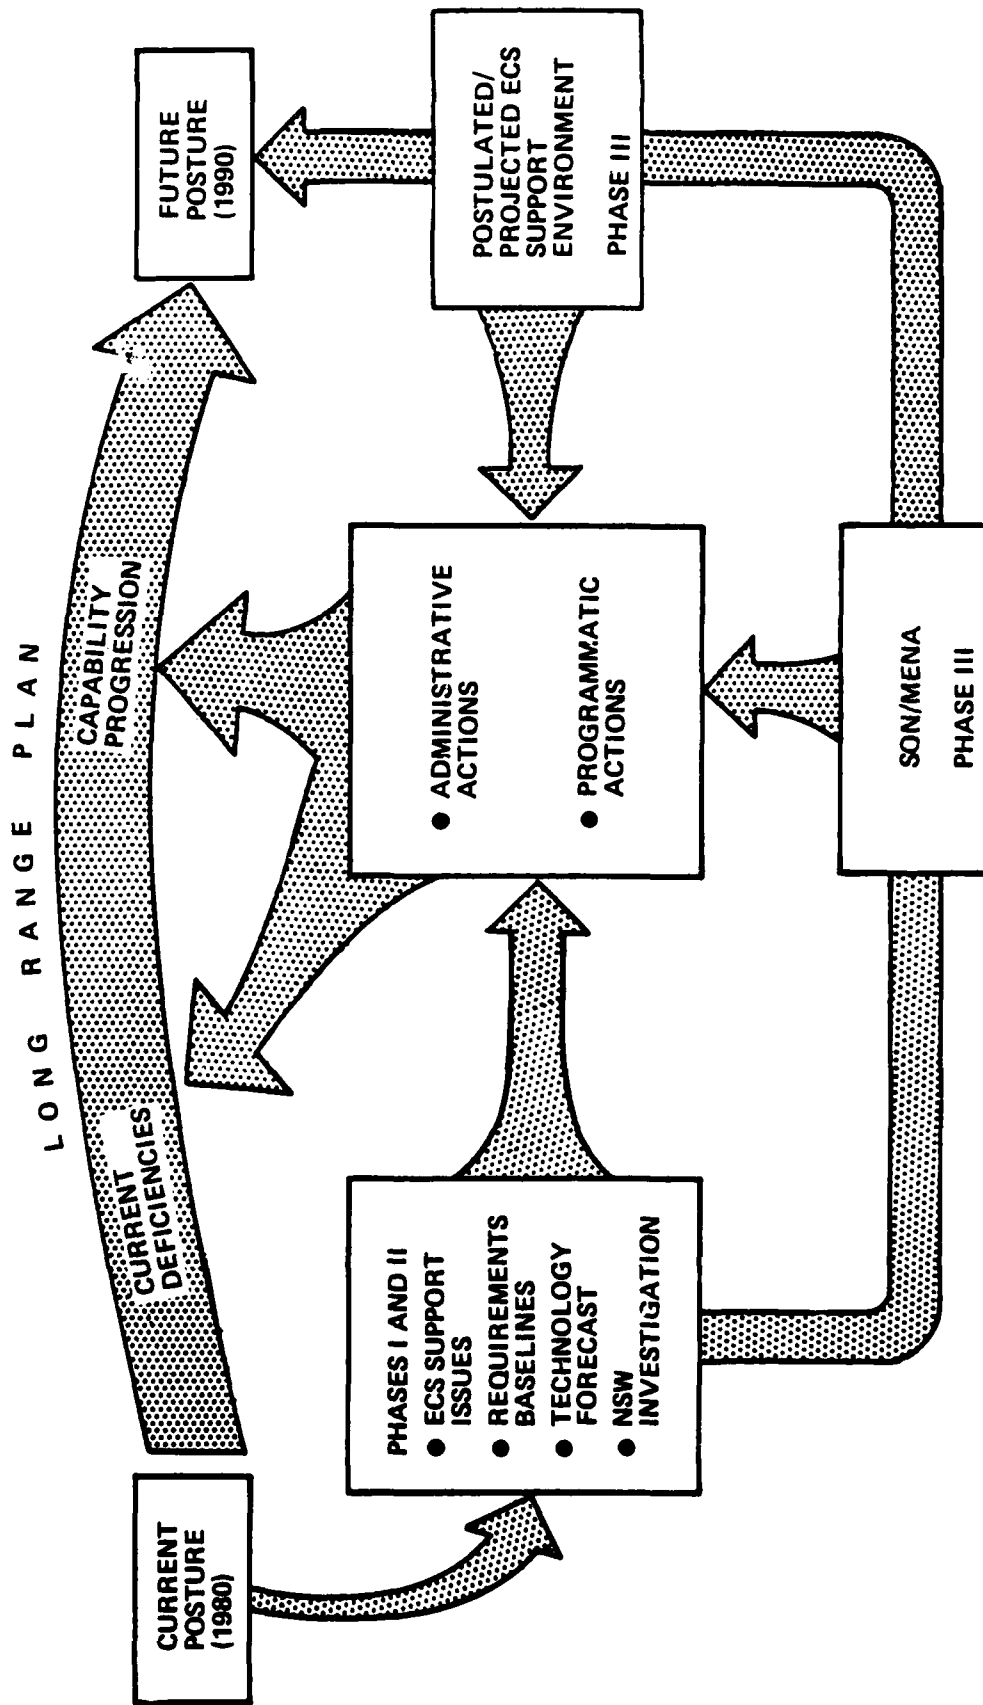 LONG RANGE PLAN
CURRENT
POSTURE
(1980)
CURRENT
DEFICIENCIES
CAPABILITY
PROGRESSION
FUTURE
POSTURE
(1990)
PHASES I AND II
● ECS SUPPORT
ISSUES
● REQUIREMENTS
BASELINES
● TECHNOLOGY
FORECAST
● NSW
INVESTIGATION
● ADMINISTRATIVE
ACTIONS
● PROGRAMMATIC
ACTIONS
POSTULATED/
PROJECTED ECS
SUPPORT
ENVIRONMENT
PHASE III
SON/MENA
PHASE III